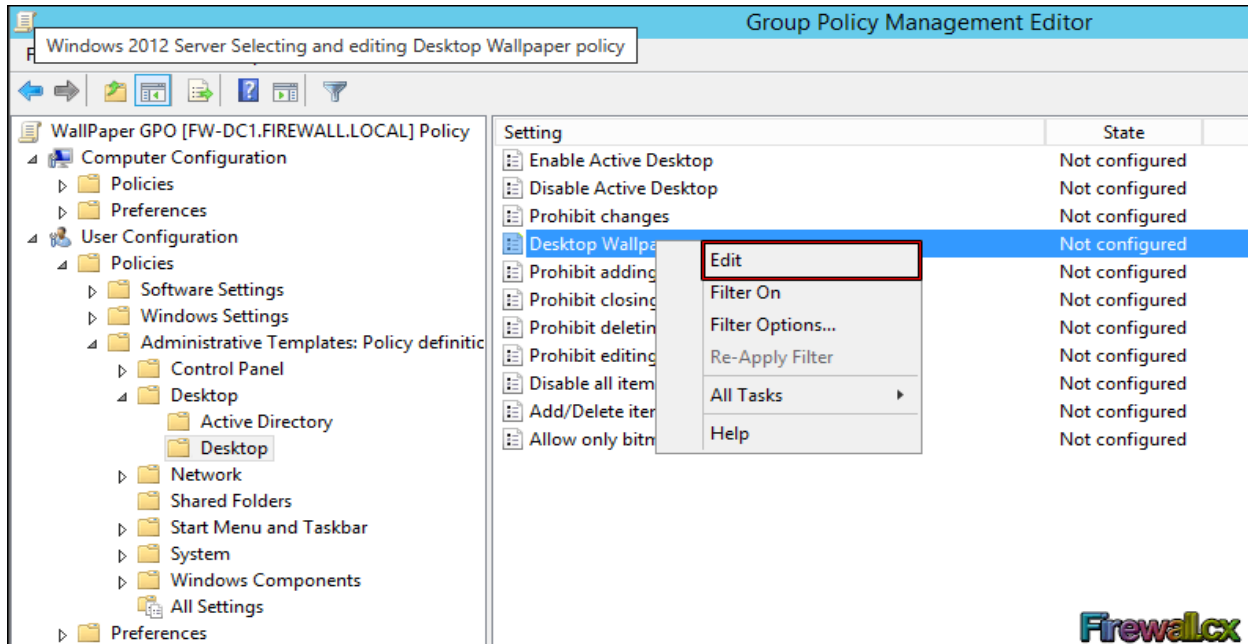 Group Policy Management Editor
Windows 2012 Server Selecting and editing Desktop Wallpaper policy
WallPaper GPO [FW-DC1.FIREWALL.LOCAL] Policy
Computer Configuration
Policies
Preferences
User Configuration
Policies
Software Settings
Windows Settings
Administrative Templates: Policy definitic
Control Panel
Desktop
Active Directory
Desktop
Network
Shared Folders
Start Menu and Taskbar
System
Windows Components
All Settings
Preferences
Setting State
Enable Active Desktop Not configured
Disable Active Desktop Not configured
Prohibit changes Not configured
Desktop Wallpa Not configured
Prohibit adding Not configured
Prohibit closing Not configured
Prohibit deletin Not configured
Prohibit editing Not configured
Disable all item Not configured
Add/Delete iter Not configured
Allow only bitm Not configured
Edit
Filter On
Filter Options...
Re-Apply Filter
All Tasks
Help
Firewall.cx